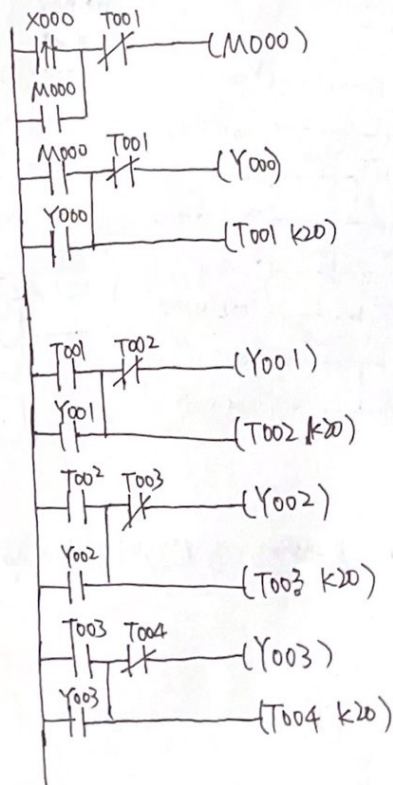 X000 T001
(M000)
M000
M000 T001
(Y000)
Y000
(T001 K20)
T001 T002
(Y001)
Y001
(T002 K20)
T002 T003
(Y002)
Y002
(T003 K20)
T003 T004
(Y003)
Y003
(T004 K20)